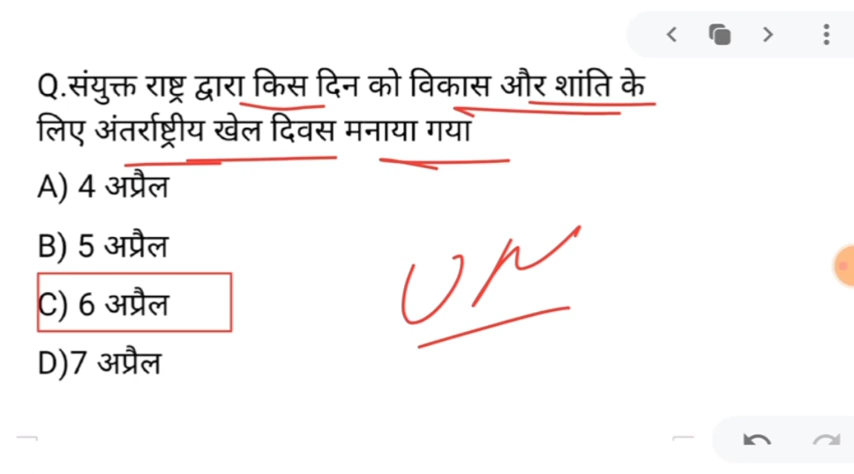 Q.संयुक्त राष्ट्र द्वारा किस दिन को विकास और शांति के
लिए अंतर्राष्ट्रीय खेल दिवस मनाया गया
A) 4 अप्रैल
B) 5 अप्रैल
C) 6 अप्रैल
D)7 अप्रैल
UN